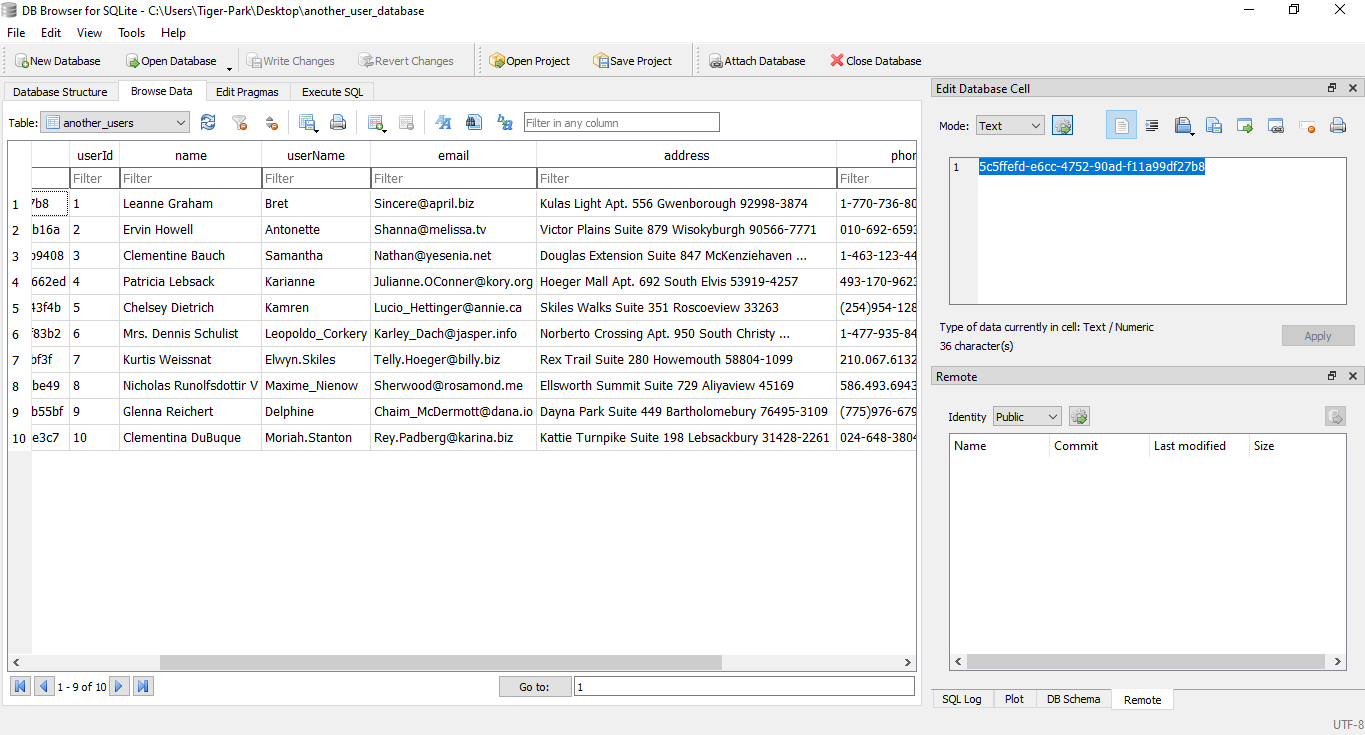 DB Browser for SQLite - C:\Users\Tiger-Park\Desktop\another_user_database
File Edit View Tools Help
New Database Open Database Write Changes Revert Changes Open Project Save Project Attach Database Close Database
Database Structure Browse Data Edit Pragmas Execute SQL
Table: another_users Filter in any column
userId name userName email address phor
Filter Filter Filter Filter Filter Filter
1 7b8 1 Leanne Graham Bret Sincere@april.biz Kulas Light Apt. 556 Gwenborough 92998-3874 1-770-736-80
2 b16a 2 Ervin Howell Antonette Shanna@melissa.tv Victor Plains Suite 879 Wisokyburgh 90566-7771 010-692-6593
3 b9408 3 Clementine Bauch Samantha Nathan@yesenia.net Douglas Extension Suite 847 McKenziehaven ... 1-463-123-44
4 662ed 4 Patricia Lebsack Karianne Julianne.OConner@kory.org Hoeger Mall Apt. 692 South Elvis 53919-4257 493-170-9623
5 43f4b 5 Chelsey Dietrich Kamren Lucio_Hettinger@annie.ca Skiles Walks Suite 351 Roscoeview 33263 (254)954-128
6 f83b2 6 Mrs. Dennis Schulist Leopoldo_Corkery Karley_Dach@jasper.info Norberto Crossing Apt. 950 South Christy ... 1-477-935-84
7 bf3f 7 Kurtis Weissnat Elwyn.Skiles Telly.Hoeger@billy.biz Rex Trail Suite 280 Howemouth 58804-1099 210.067.6132
8 be49 8 Nicholas Runolfsdottir V Maxime_Nienow Sherwood@rosamond.me Ellsworth Summit Suite 729 Aliyaview 45169 586.493.6943
9 b55bf 9 Glenna Reichert Delphine Chaim_McDermott@dana.io Dayna Park Suite 449 Bartholomebury 76495-3109 (775)976-679
10 e3c7 10 Clementina DuBuque Moriah.Stanton Rey.Padberg@karina.biz Kattie Turnpike Suite 198 Lebsackbury 31428-2261 024-648-3804
1 - 9 of 10 Go to: 1
Edit Database Cell
Mode: Text
1 5c5ffefd-e6cc-4752-90ad-f11a99df27b8
Type of data currently in cell: Text / Numeric
36 character(s)
Apply
Remote
Identity Public
Name Commit Last modified Size
SQL Log Plot DB Schema Remote
UTF-8